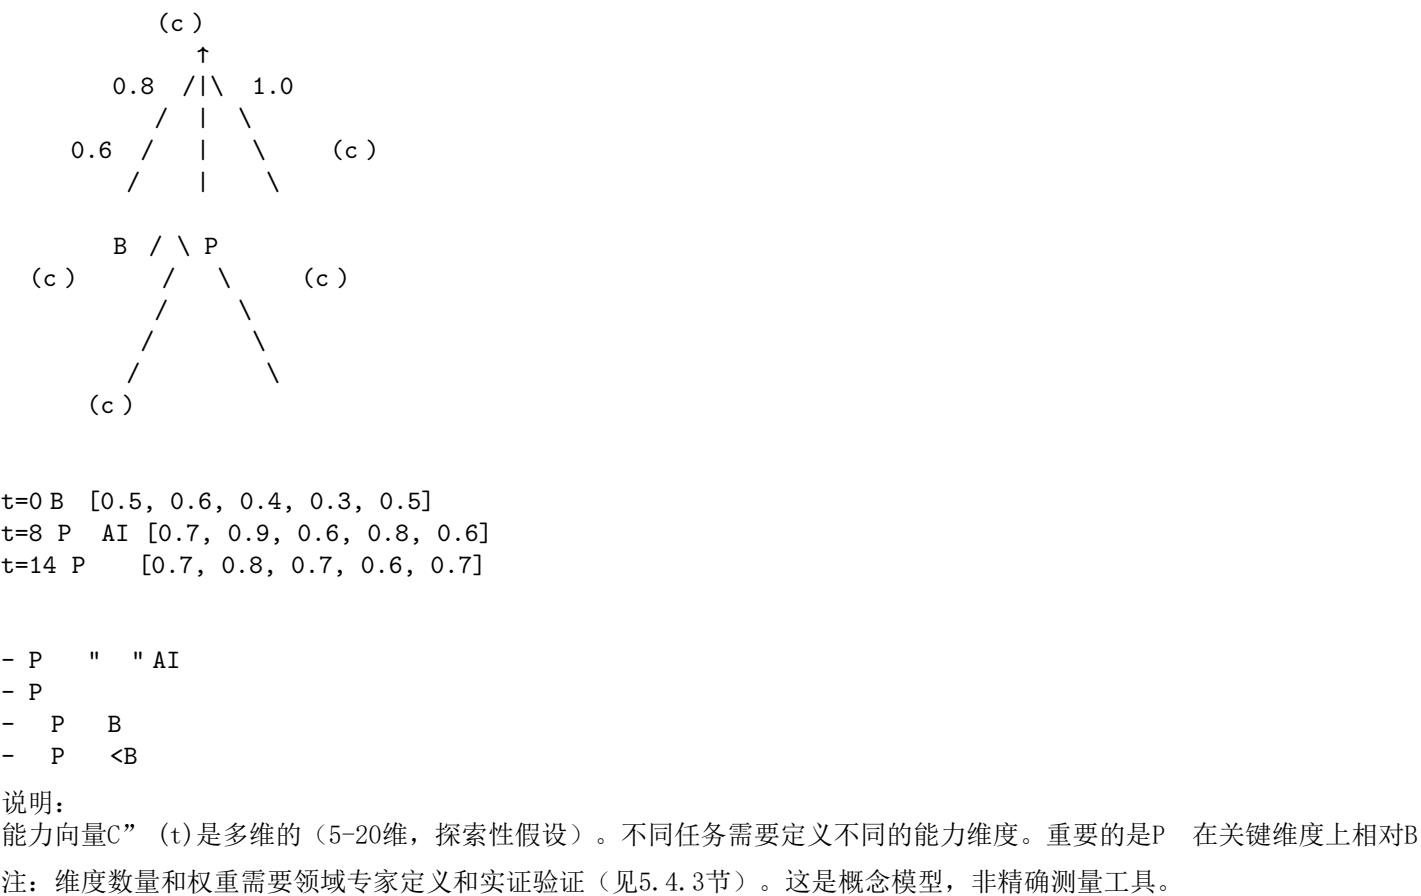 (c )
↑
0.8 /|\ 1.0
/ | \
0.6 / | \ (c )
/ | \
B / \ P
(c ) / \ (c )
/ \
/ \
/ \
(c )
t=0 B [0.5, 0.6, 0.4, 0.3, 0.5]
t=8 P AI [0.7, 0.9, 0.6, 0.8, 0.6]
t=14 P [0.7, 0.8, 0.7, 0.6, 0.7]
- P " " AI
- P
- P B
- P <B
说明：
能力向量C” (t)是多维的（5-20维，探索性假设）。不同任务需要定义不同的能力维度。重要的是P 在关键维度上相对B
注：维度数量和权重需要领域专家定义和实证验证（见5.4.3节）。这是概念模型，非精确测量工具。